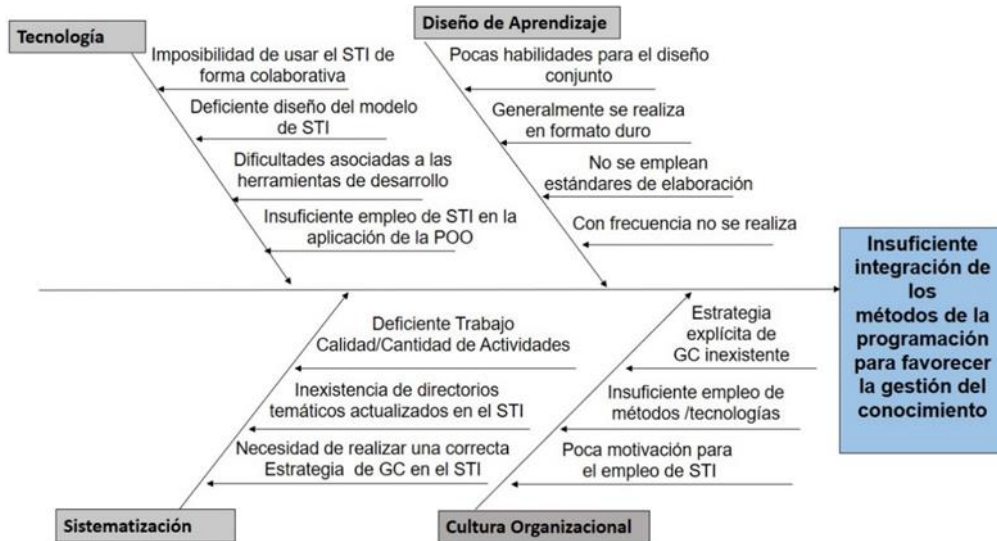 Tecnología
Imposibilidad de usar el STI de
forma colaborativa
Deficiente diseño del modelo
de STI
Dificultades asociadas a las
herramientas de desarrollo
Insuficiente empleo de STI en la
aplicación de la POO
Diseño de Aprendizaje
Pocas habilidades para el diseño
conjunto
Generalmente se realiza
en formato duro
No se emplean
estándares de elaboración
Con frecuencia no se realiza
Insuficiente
integración de
los
métodos de la
programación
para favorecer
la gestión del
conocimiento
Deficiente Trabajo
Calidad/Cantidad de Actividades
Inexistencia de directorios
temáticos actualizados en el STI
Necesidad de realizar una correcta
Estrategia de GC en el STI
Sistematización
Estrategia
explícita de
GC inexistente
Insuficiente empleo de
métodos /tecnologías
Poca motivación para
el empleo de STI
Cultura Organizacional